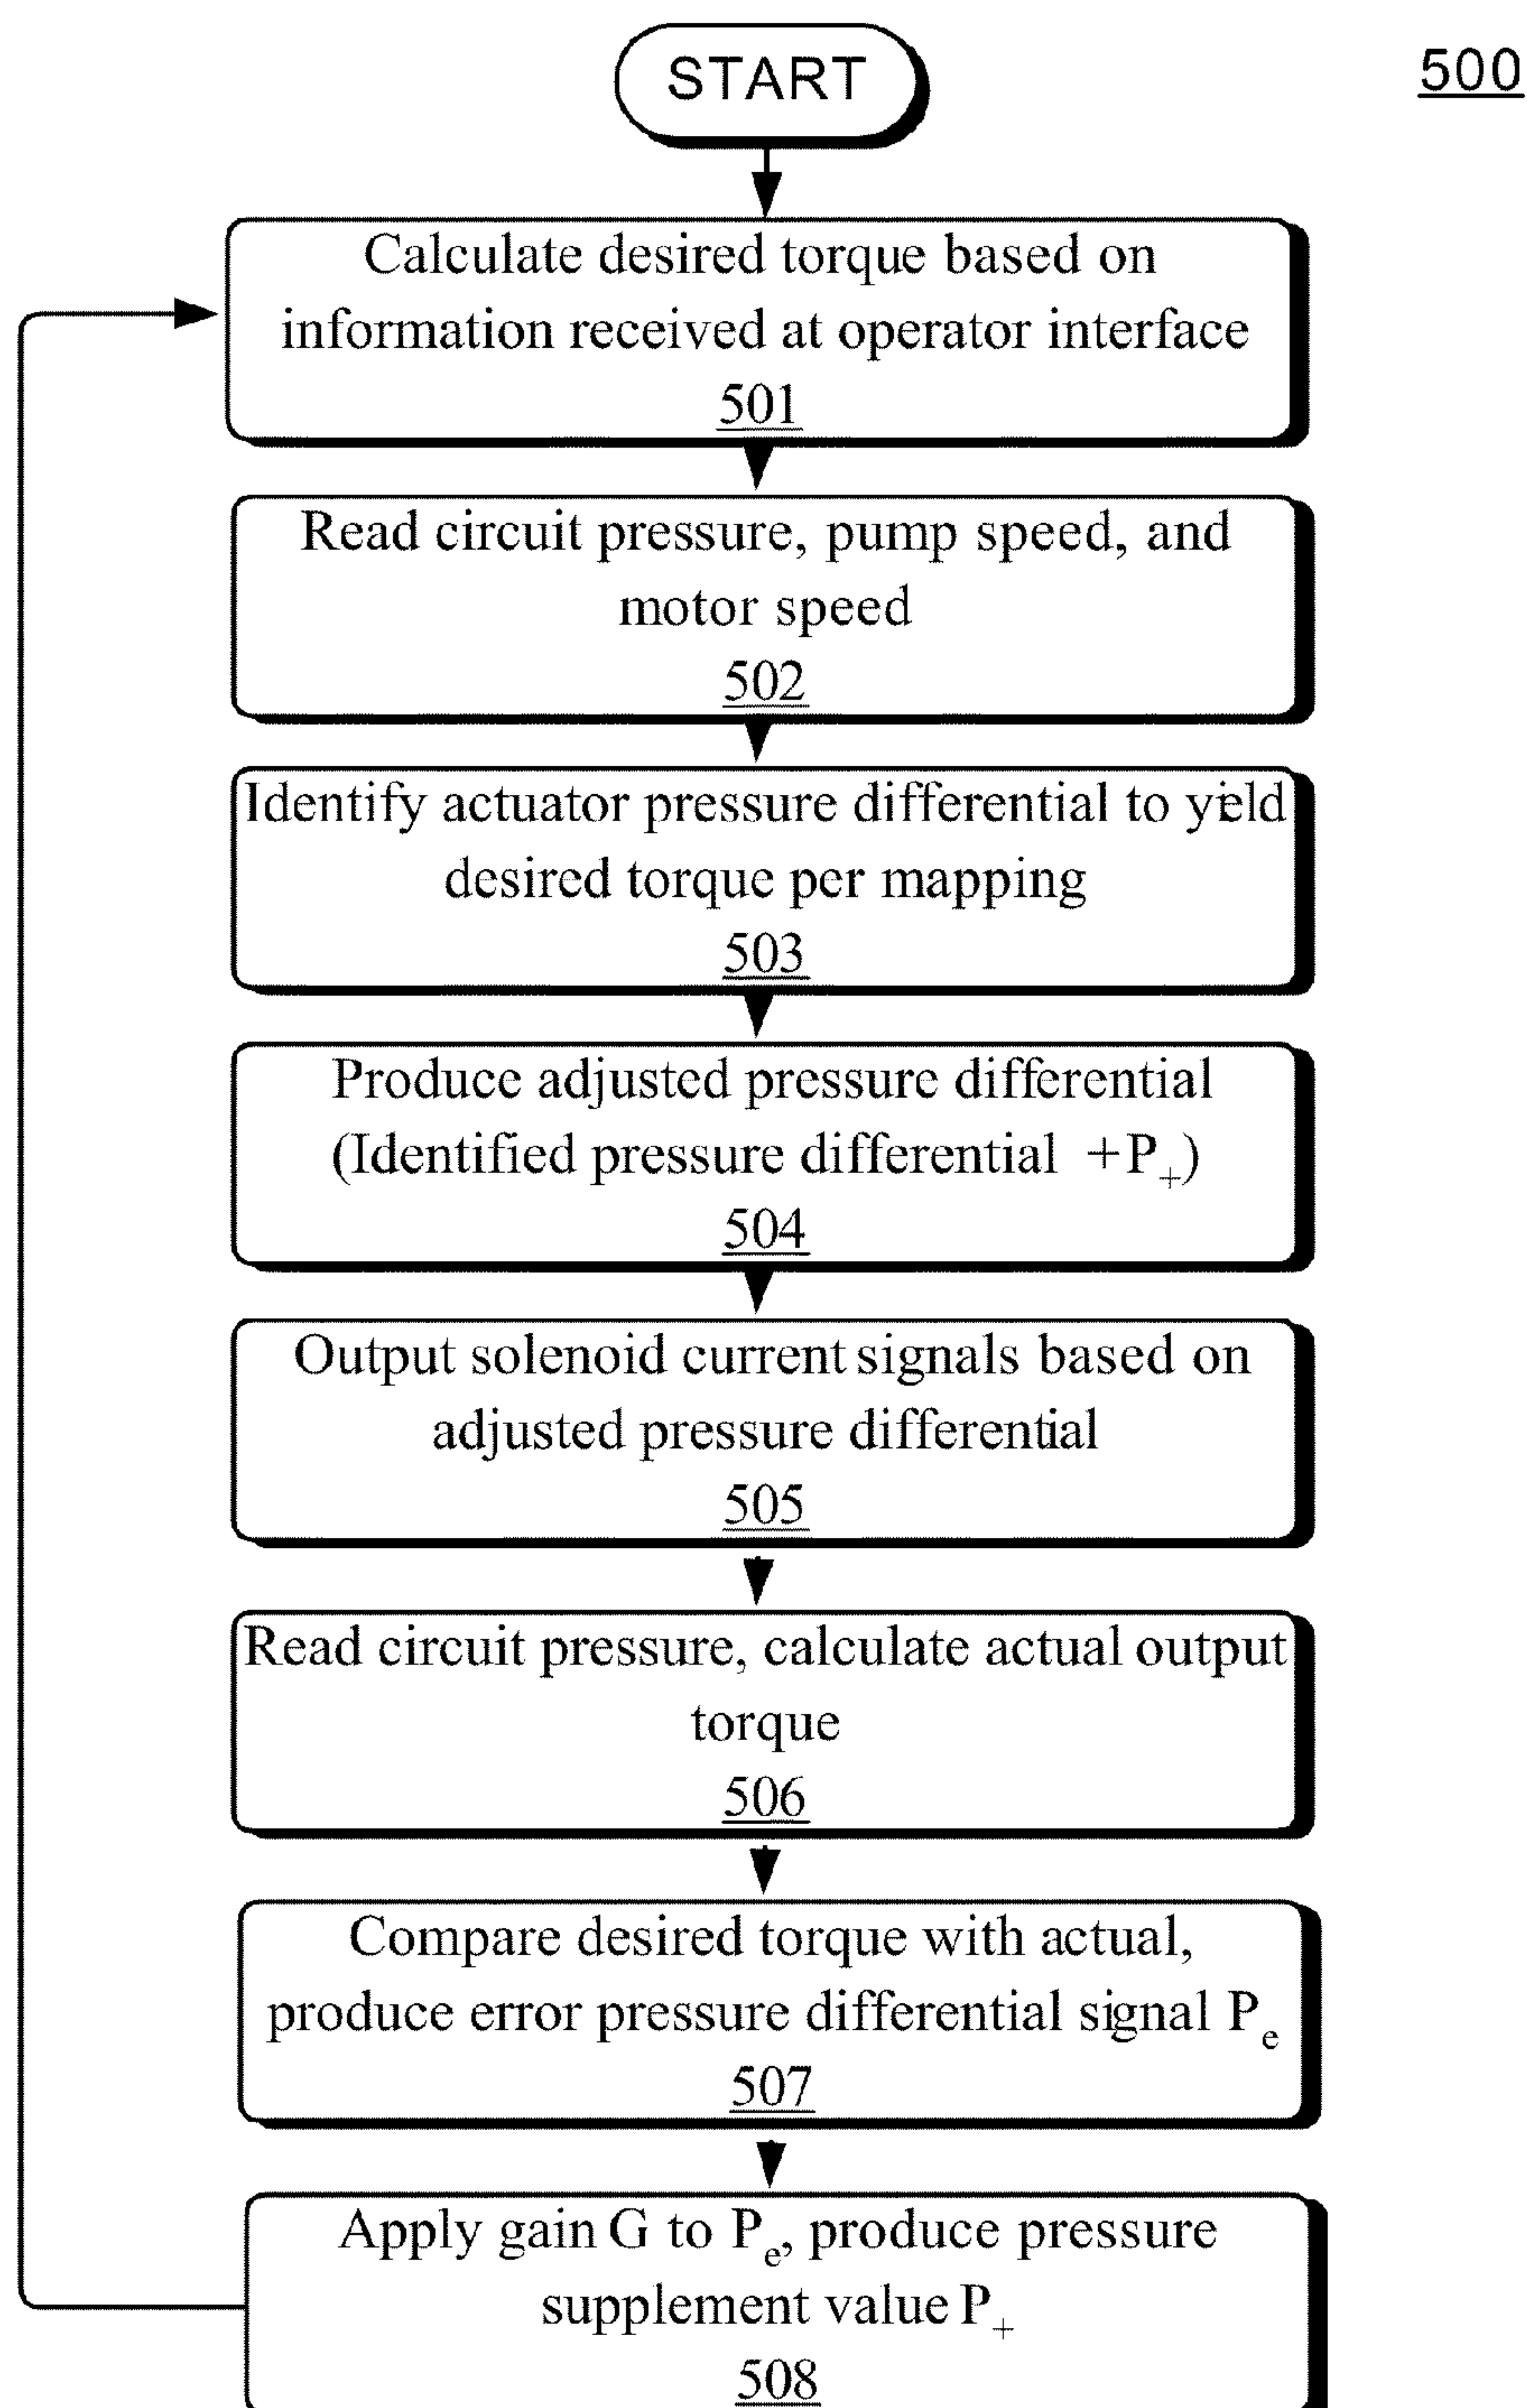 START
500
Calculate desired torque based on
information received at operator interface
501
Read circuit pressure, pump speed, and
motor speed
502
Identify actuator pressure differential to yield
desired torque per mapping
503
Produce adjusted pressure differential
(Identified pressure differential +P₊)
504
Output solenoid current signals based on
adjusted pressure differential
505
Read circuit pressure, calculate actual output
torque
506
Compare desired torque with actual,
produce error pressure differential signal Pₑ
507
Apply gain G to Pₑ, produce pressure
supplement value P₊
508